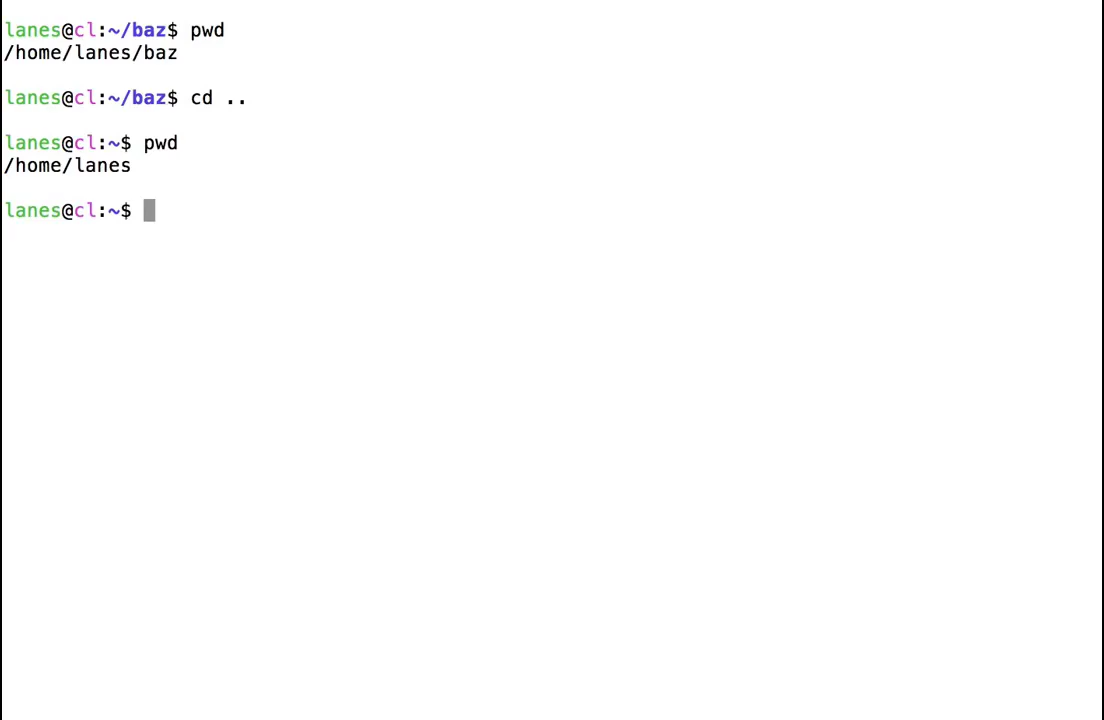 lanes@cl:~/baz$ pwd
/home/lanes/baz
lanes@cl:~/baz$ cd ..
lanes@cl:~$ pwd
/home/lanes
lanes@cl:~$